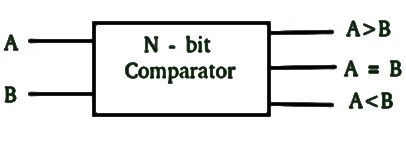 A
B
N - bit
Comparator
A>B
A = B
A<B